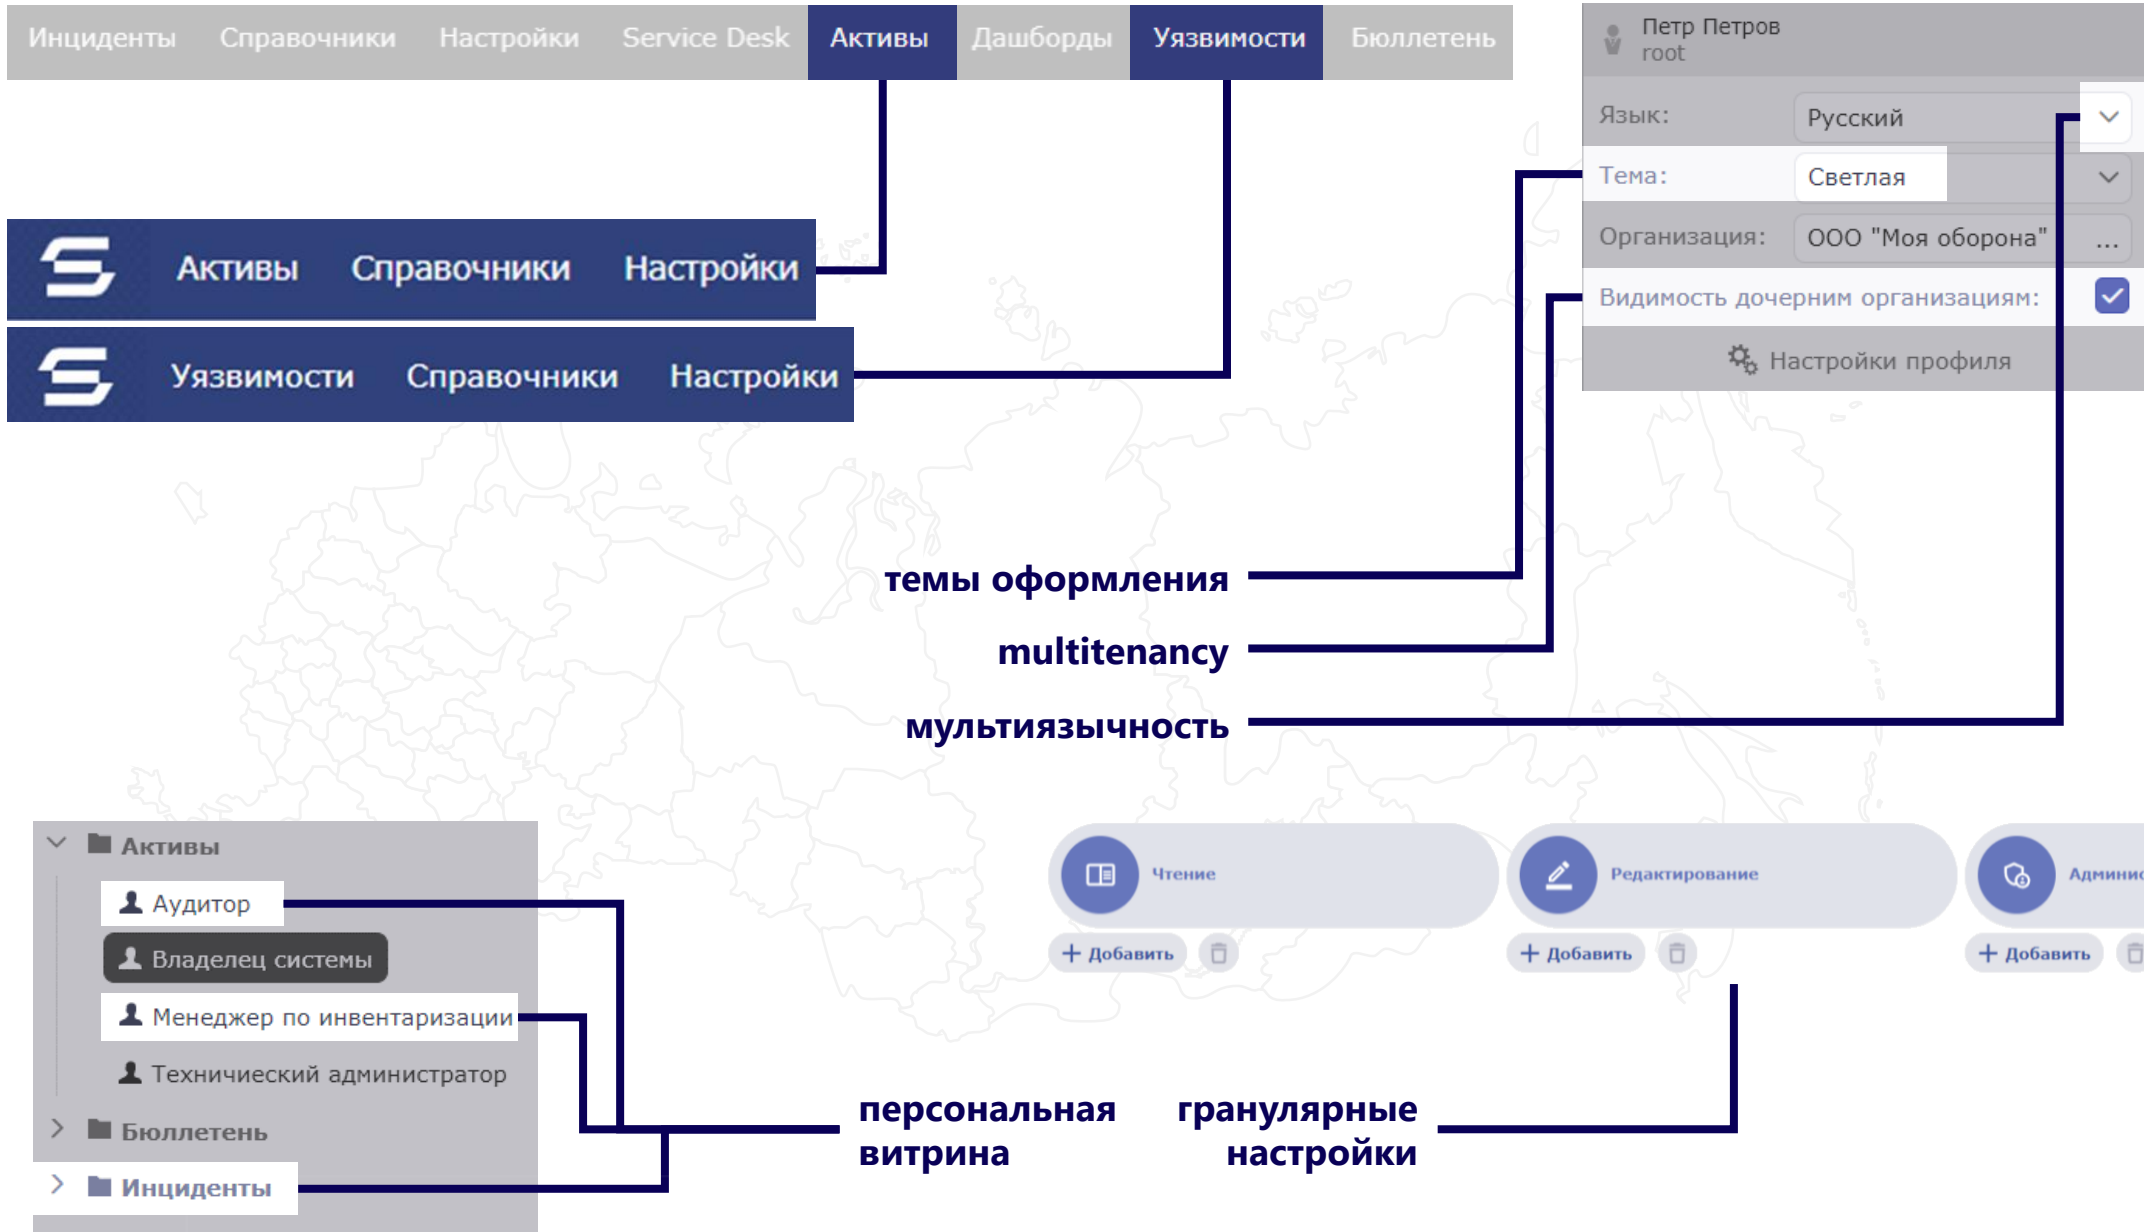 Инциденты Справочники Настройки Service Desk Активы Дашборды Уязвимости Бюллетень
Петр Петров
root
Язык: Русский
Тема: Светлая
Организация: ООО "Моя оборона" ...
Видимость дочерним организациям:
Настройки профиля
Активы Справочники Настройки
Уязвимости Справочники Настройки
темы оформления
multitenancy
мультиязычность
Активы
Аудитор
Владелец системы
Менеджер по инвентаризации
Техничиеский администратор
Бюллетень
Инциденты
Чтение Редактирование Админис
+ Добавить + Добавить + Добавить
персональная
витрина
гранулярные
настройки